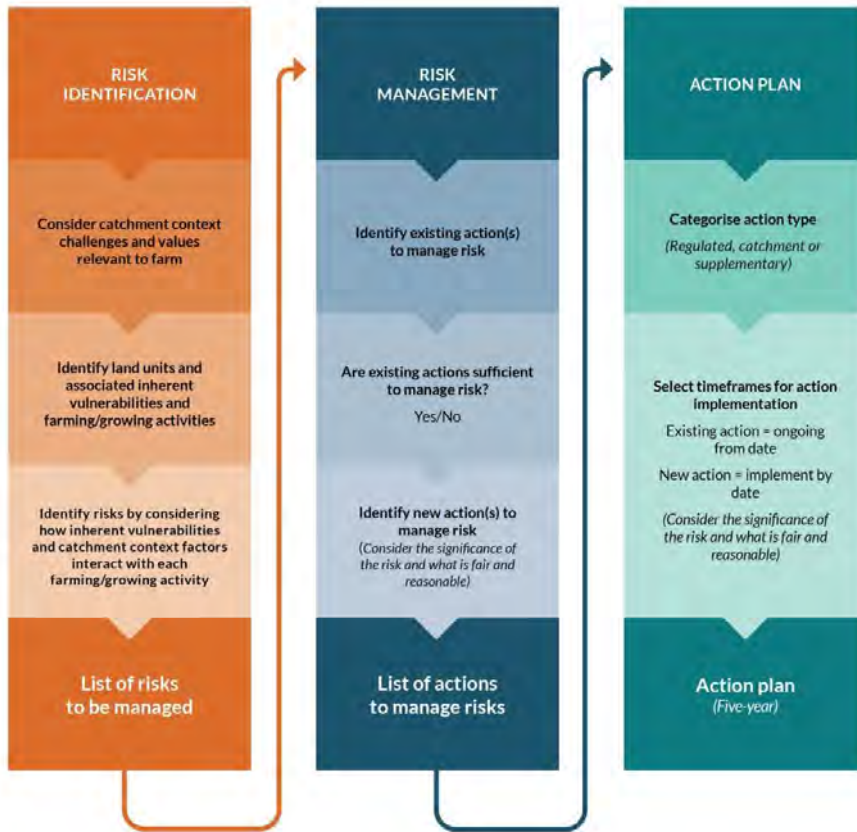 RISK
IDENTIFICATION
Consider catchment context
challenges and values
relevant to farm
Identify land units and
associated inherent
vulnerabilities and
farming/growing activities
Identify risks by considering
how inherent vulnerabilities
and catchment context factors
interact with each
farming/growing activity
List of risks
to be managed
RISK
MANAGEMENT
Identify existing action(s)
to manage risk
Are existing actions sufficient
to manage risk?
Yes/No
Identify new action(s) to
manage risk
(Consider the significance of
the risk and what is fair and
reasonable)
List of actions
to manage risks
ACTION PLAN
Categorise action type
(Regulated, catchment or
supplementary)
Select timeframes for action
implementation
Existing action = ongoing
from date
New action = implement by
date
(Consider the significance of
the risk and what is fair and
reasonable)
Action plan
(Five-year)